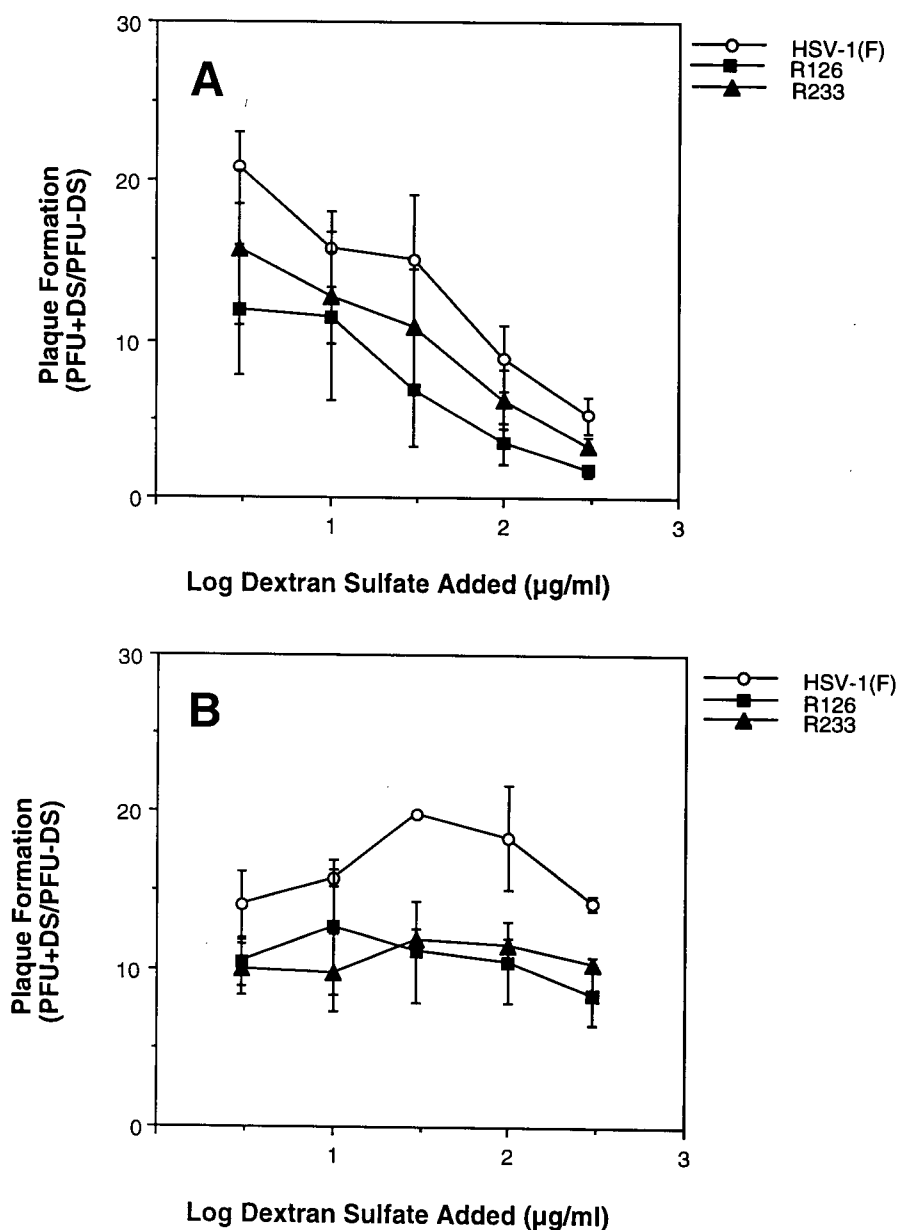 A
30
20
10
0
1
2
3
Plaque Formation
(PFU+DS/PFU-DS)
Log Dextran Sulfate Added (µg/ml)
HSV-1(F)
R126
R233
B
30
20
10
0
1
2
3
Plaque Formation
(PFU+DS/PFU-DS)
Log Dextran Sulfate Added (µg/ml)
HSV-1(F)
R126
R233